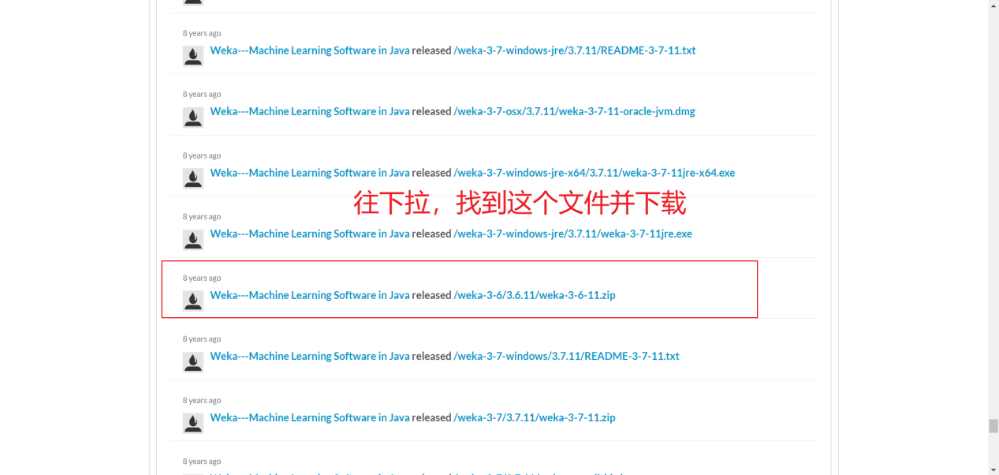 8 years ago
Weka---Machine Learning Software in Java released /weka-3-7-windows-jre/3.7.11/README-3-7-11.txt
8 years ago
Weka---Machine Learning Software in Java released /weka-3-7-osx/3.7.11/weka-3-7-11-oracle-jvm.dmg
8 years ago
Weka---Machine Learning Software in Java released /weka-3-7-windows-jre-x64/3.7.11/weka-3-7-11jre-x64.exe
往下拉，找到这个文件并下载
8 years ago
Weka---Machine Learning Software in Java released /weka-3-7-windows-jre/3.7.11/weka-3-7-11jre.exe
8 years ago
Weka---Machine Learning Software in Java released /weka-3-6/3.6.11/weka-3-6-11.zip
8 years ago
Weka---Machine Learning Software in Java released /weka-3-7-windows/3.7.11/README-3-7-11.txt
8 years ago
Weka---Machine Learning Software in Java released /weka-3-7/3.7.11/weka-3-7-11.zip
8 years ago